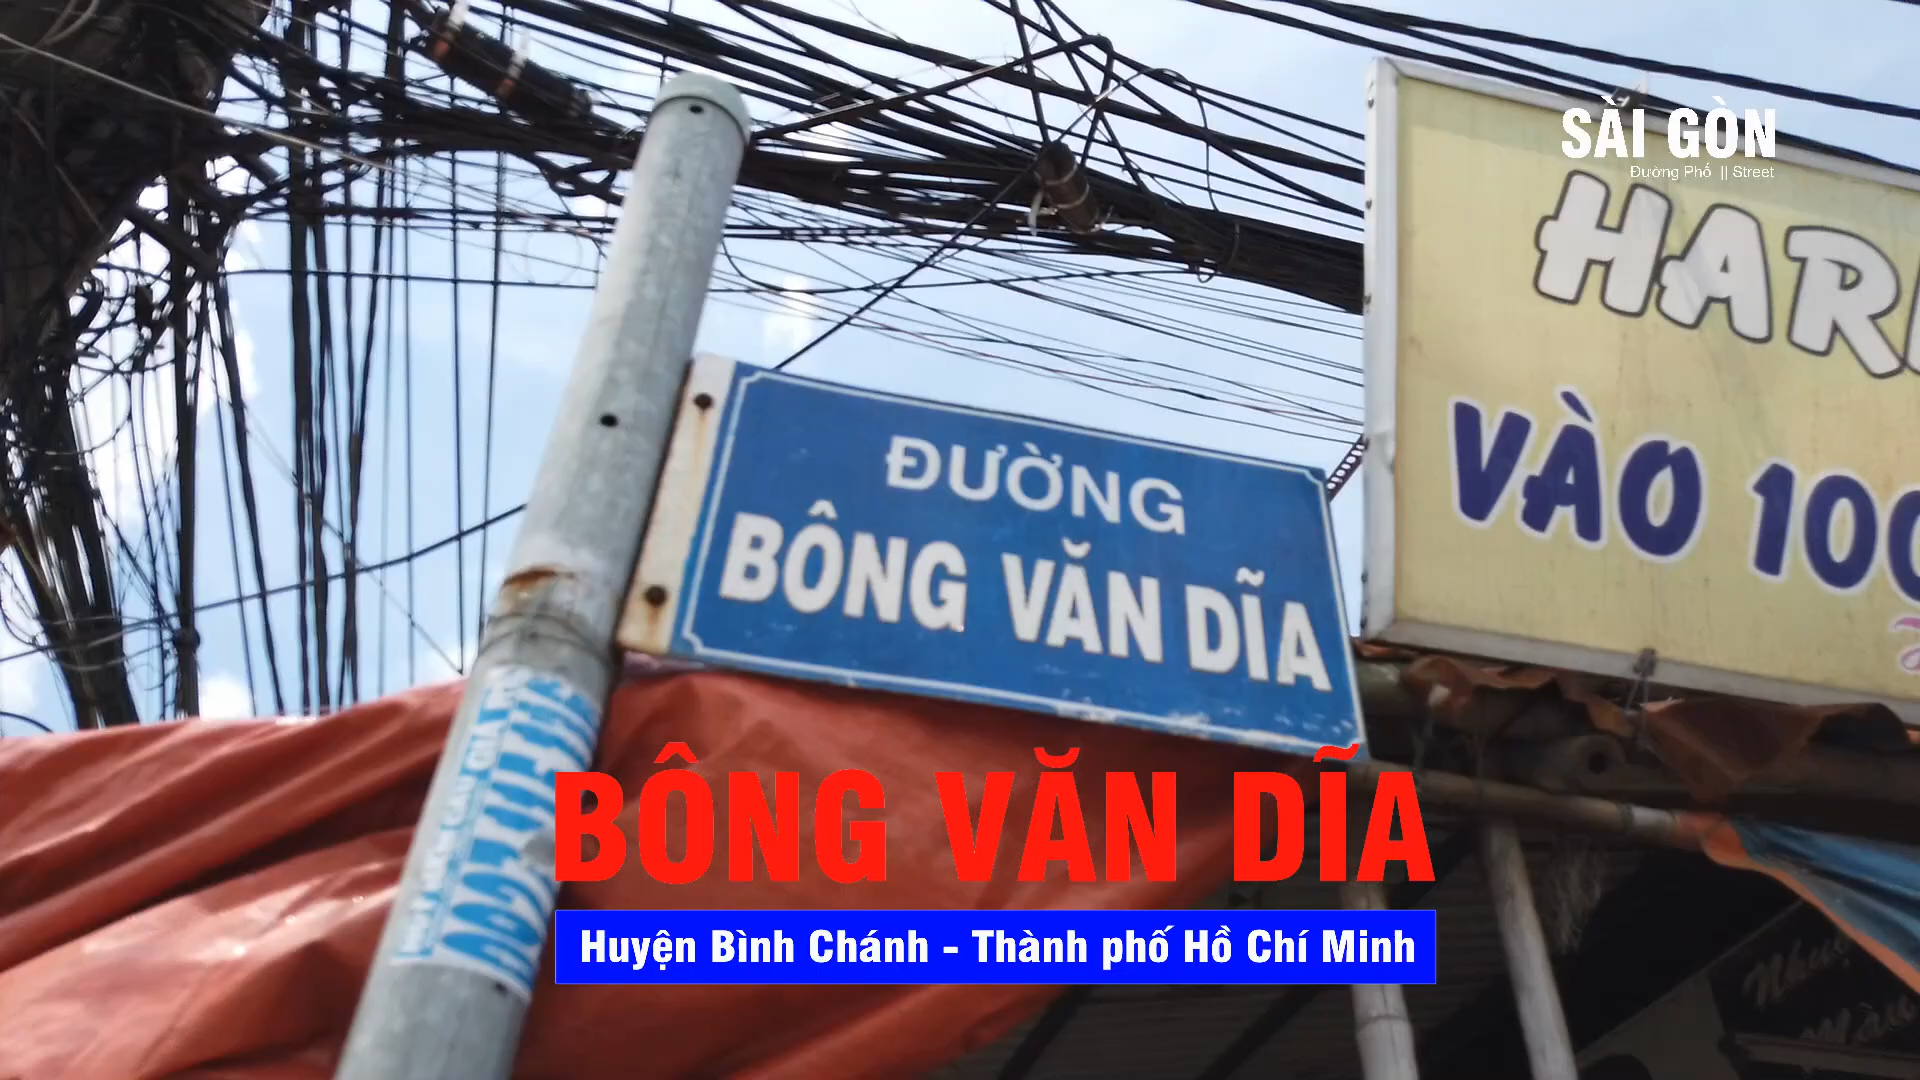 SÀI GÒN
Đường Phố || Street
HAR
VÀO 100
ĐƯỜNG
BÔNG VĂN DĨA
BÔNG VĂN DĨA
Huyện Bình Chánh - Thành phố Hồ Chí Minh